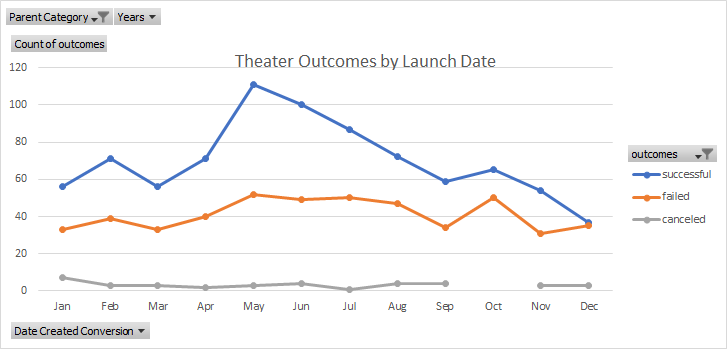 Parent Category Years
Count of outcomes
Theater Outcomes by Launch Date
120
100
80
60
40
20
0
Jan Feb Mar Apr May Jun Jul Aug Sep Oct Nov Dec
outcomes
successful
failed
canceled
Date Created Conversion